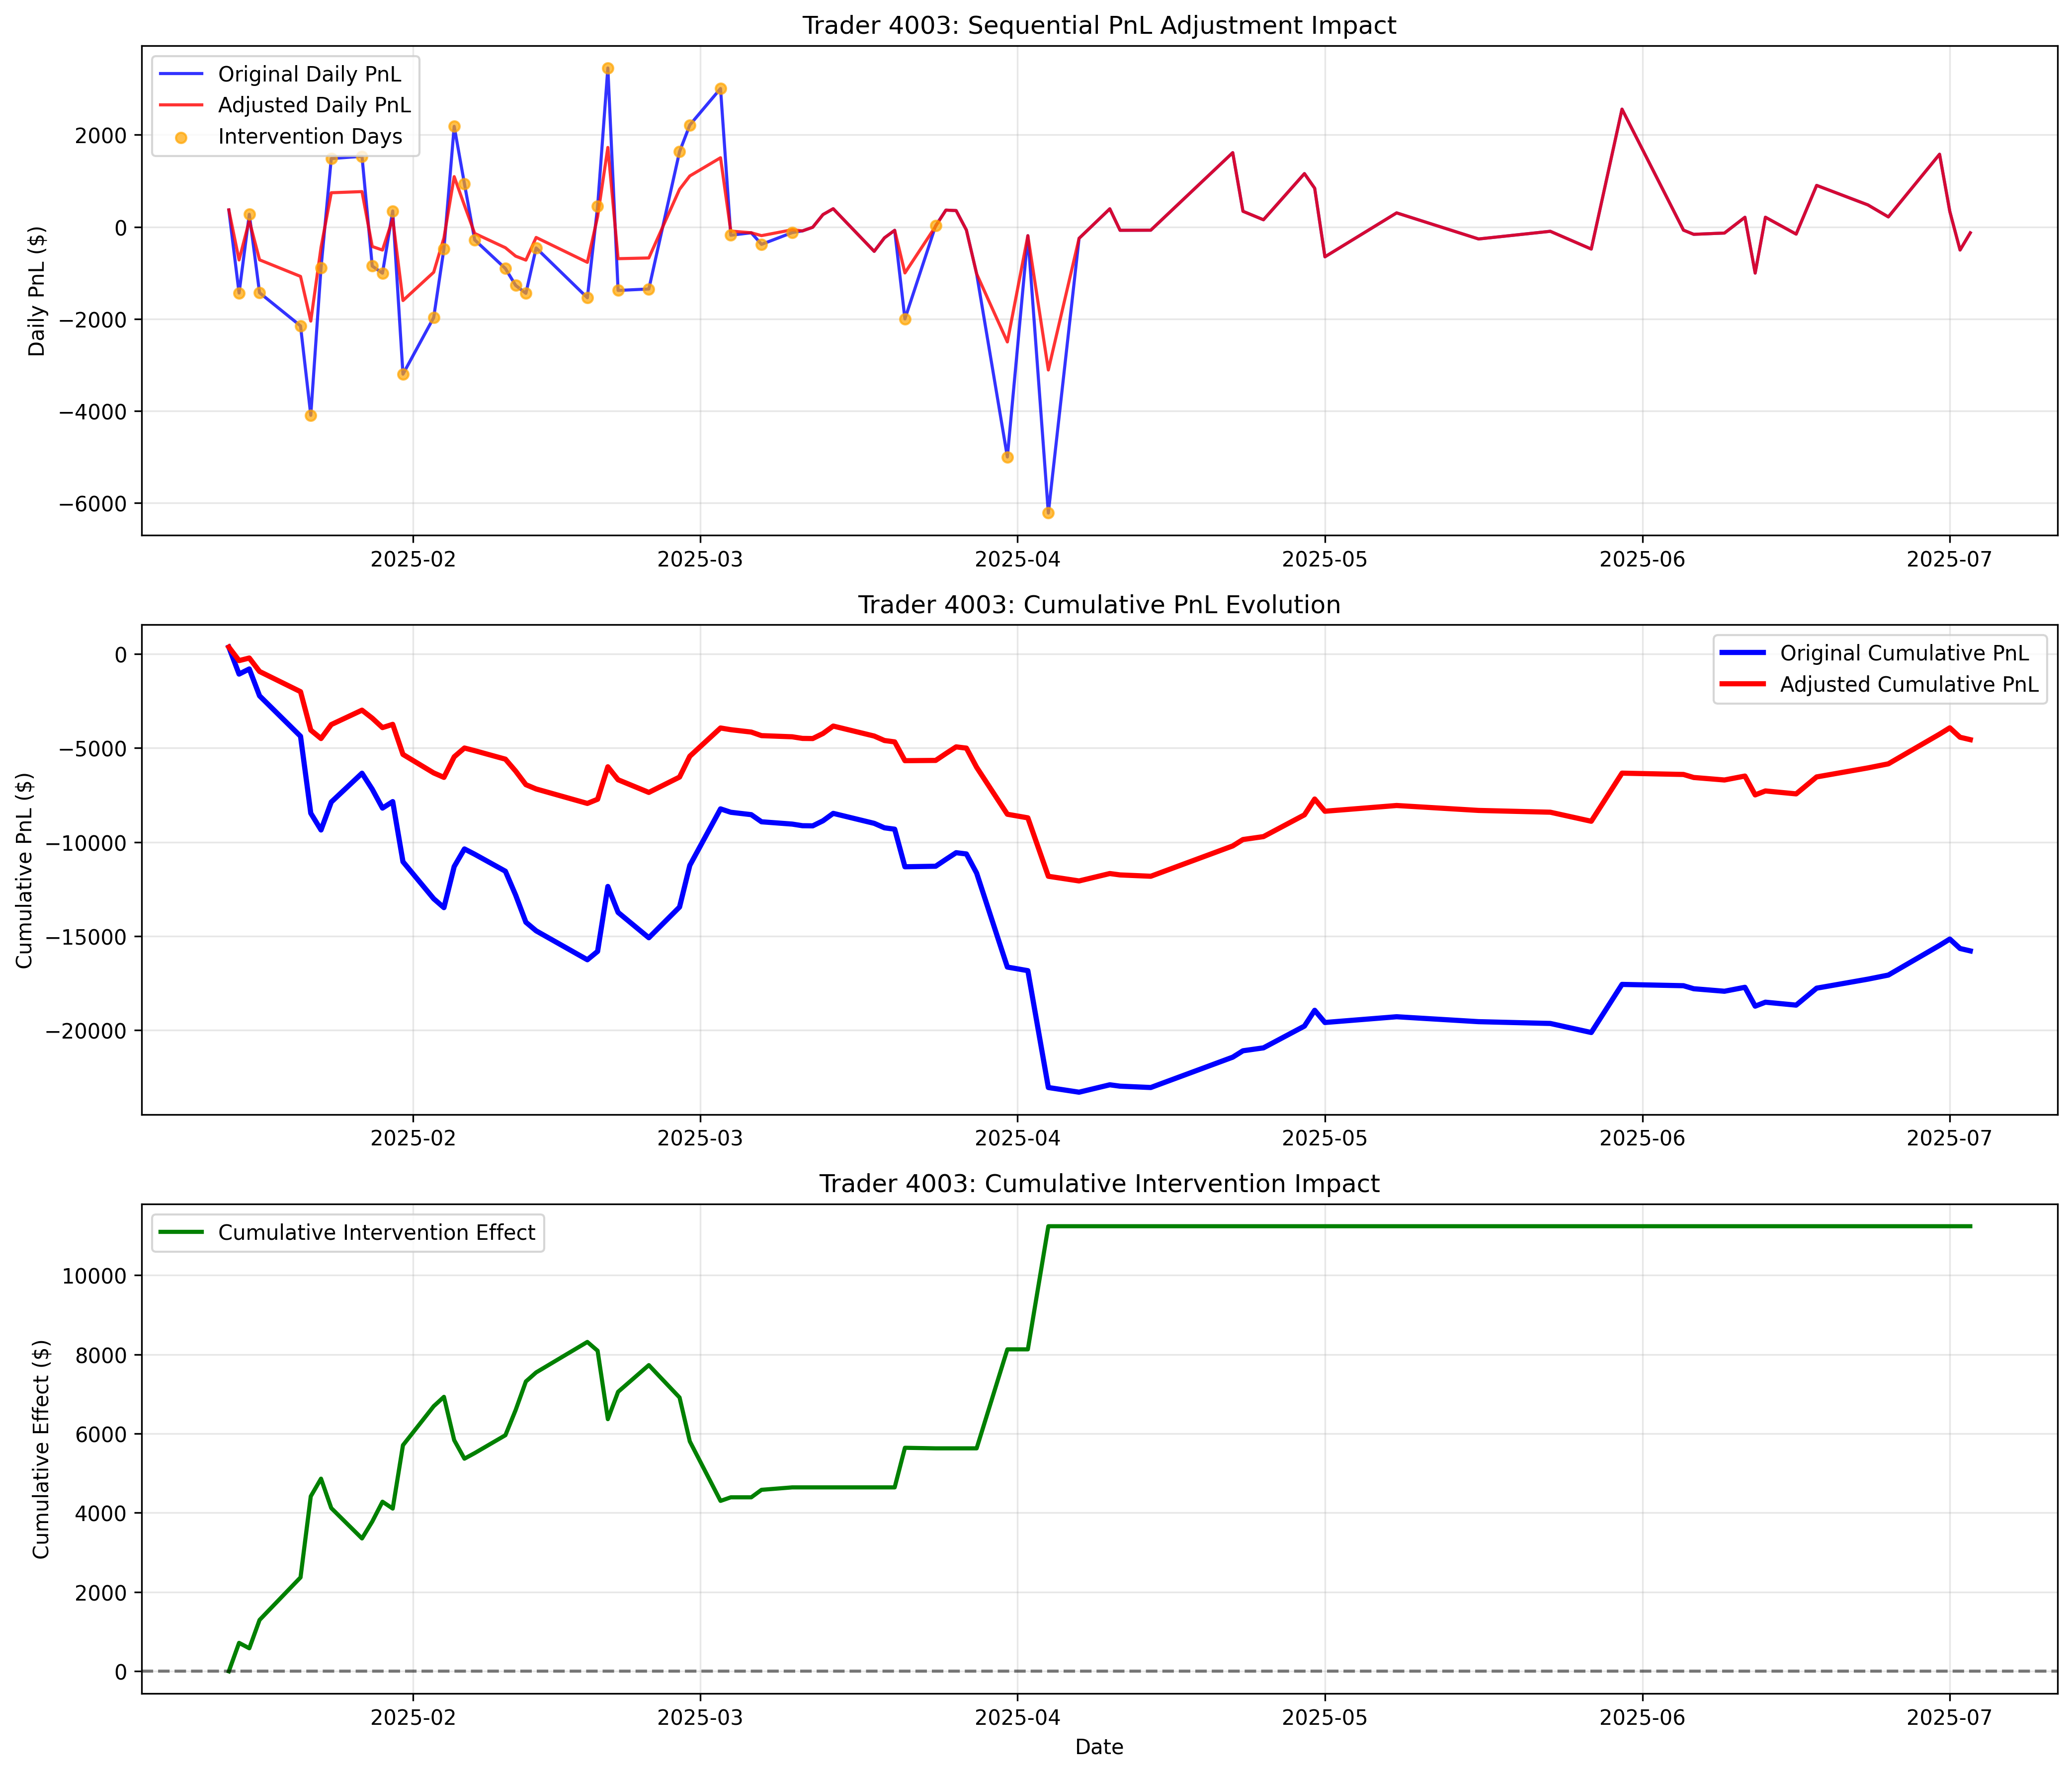 Trader 4003: Sequential PnL Adjustment Impact
Original Daily PnL
Adjusted Daily PnL
Intervention Days
Daily PnL ($)
2000
0
−2000
−4000
−6000
2025-02
2025-03
2025-04
2025-05
2025-06
2025-07
Trader 4003: Cumulative PnL Evolution
Original Cumulative PnL
Adjusted Cumulative PnL
Cumulative PnL ($)
0
−5000
−10000
−15000
−20000
2025-02
2025-03
2025-04
2025-05
2025-06
2025-07
Trader 4003: Cumulative Intervention Impact
Cumulative Intervention Effect
Cumulative Effect ($)
10000
8000
6000
4000
2000
0
2025-02
2025-03
2025-04
2025-05
2025-06
2025-07
Date